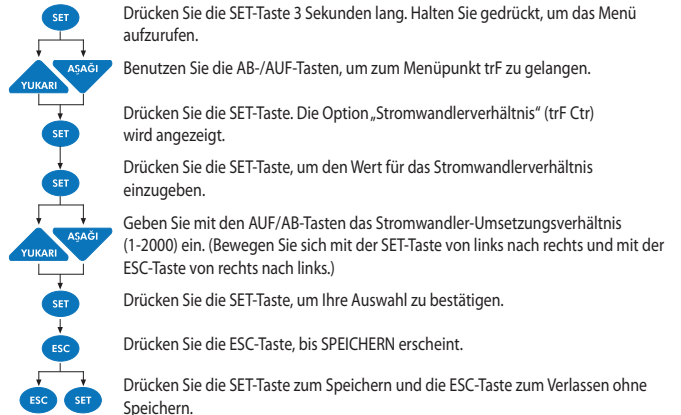 SET
Drücken Sie die SET-Taste 3 Sekunden lang. Halten Sie gedrückt, um das Menü
aufzurufen.
YUKARI
AŞAĞI
Benutzen Sie die AB-/AUF-Tasten, um zum Menüpunkt trF zu gelangen.
SET
Drücken Sie die SET-Taste. Die Option „Stromwandlerverhältnis“ (trF Ctr)
wird angezeigt.
SET
Drücken Sie die SET-Taste, um den Wert für das Stromwandlerverhältnis
einzugeben.
YUKARI
AŞAĞI
Geben Sie mit den AUF/AB-Tasten das Stromwandler-Umsetzungsverhältnis
(1-2000) ein. (Bewegen Sie sich mit der SET-Taste von links nach rechts und mit der
ESC-Taste von rechts nach links.)
SET
Drücken Sie die SET-Taste, um Ihre Auswahl zu bestätigen.
ESC
Drücken Sie die ESC-Taste, bis SPEICHERN erscheint.
ESC
SET
Drücken Sie die SET-Taste zum Speichern und die ESC-Taste zum Verlassen ohne
Speichern.